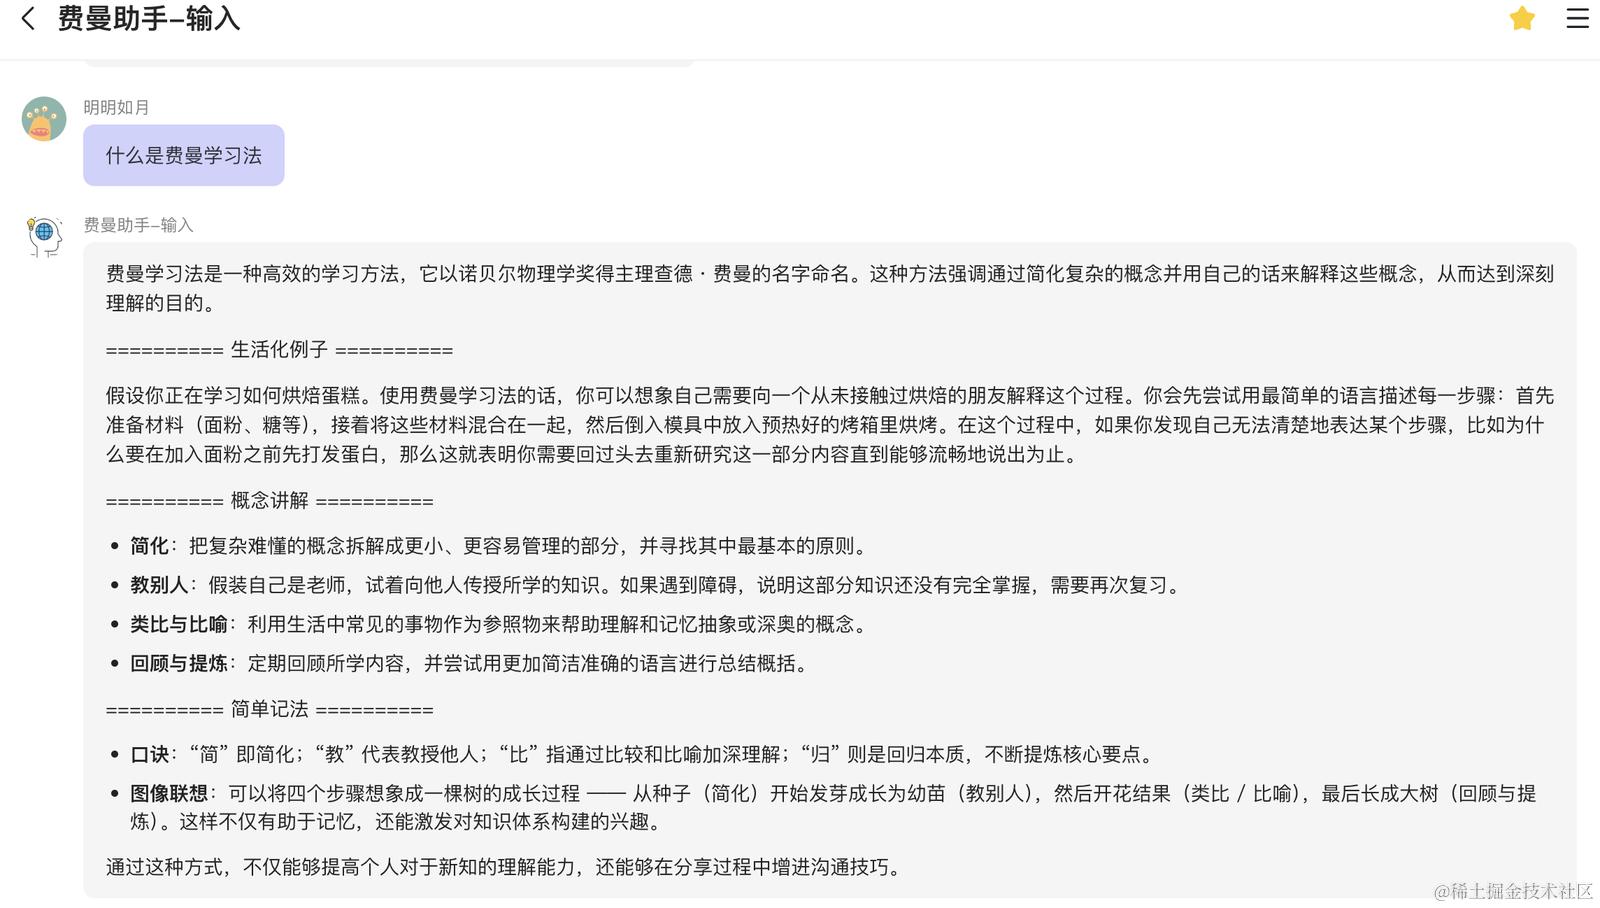 费曼助手–输入
明明如月
什么是费曼学习法
费曼助手–输入
费曼学习法是一种高效的学习方法，它以诺贝尔物理学奖得主理查德 · 费曼的名字命名。这种方法强调通过简化复杂的概念并用自己的话来解释这些概念，从而达到深刻
理解的目的。
========== 生活化例子 ==========
假设你正在学习如何烘焙蛋糕。使用费曼学习法的话，你可以想象自己需要向一个从未接触过烘焙的朋友解释这个过程。你会先尝试用最简单的语言描述每一步骤：首先
准备材料（面粉、糖等），接着将这些材料混合在一起，然后倒入模具中放入预热好的烤箱里烘烤。在这个过程中，如果你发现自己无法清楚地表达某个步骤，比如为什
么要在加入面粉之前先打发蛋白，那么这就表明你需要回过头去重新研究这一部分内容直到能够流畅地说出为止。
========== 概念讲解 ==========
• 简化：把复杂难懂的概念拆解成更小、更容易管理的部分，并寻找其中最基本的原则。
• 教别人：假装自己是老师，试着向他人传授所学的知识。如果遇到障碍，说明这部分知识还没有完全掌握，需要再次复习。
• 类比与比喻：利用生活中常见的事物作为参照物来帮助理解和记忆抽象或深奥的概念。
• 回顾与提炼：定期回顾所学内容，并尝试用更加简洁准确的语言进行总结概括。
========== 简单记法 ==========
• 口诀：“简” 即简化；“教” 代表教授他人；“比” 指通过比较和比喻加深理解；“归” 则是回归本质，不断提炼核心要点。
• 图像联想：可以将四个步骤想象成一棵树的成长过程 —— 从种子（简化）开始发芽成长为幼苗（教别人），然后开花结果（类比 / 比喻），最后长成大树（回顾与提
炼）。这样不仅有助于记忆，还能激发对知识体系构建的兴趣。
通过这种方式，不仅能够提高个人对于新知的理解能力，还能够在分享过程中增进沟通技巧。
@稀土掘金技术社区